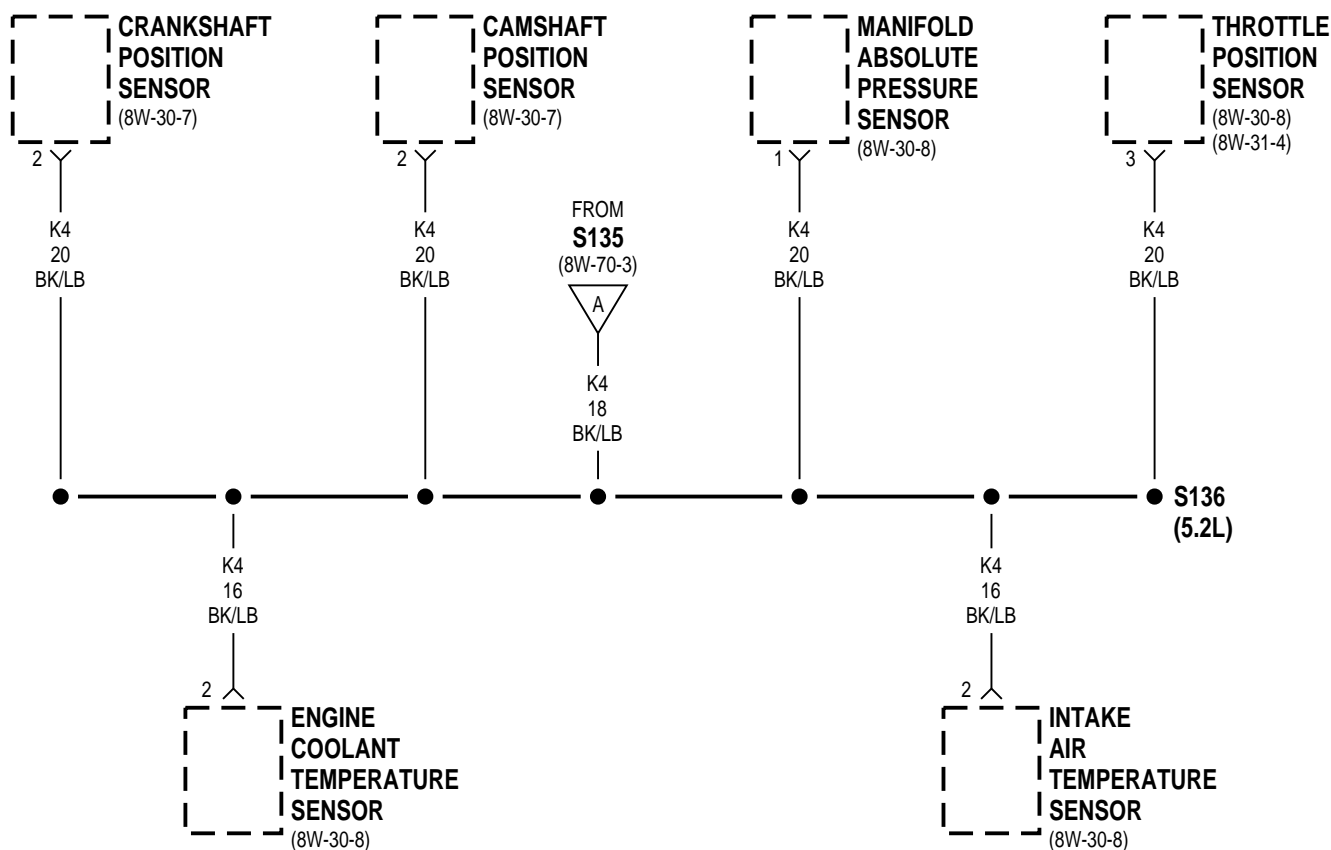 CRANKSHAFT
POSITION
SENSOR
(8W-30-7)
2
K4
20
BK/LB
CAMSHAFT
POSITION
SENSOR
(8W-30-7)
2
K4
20
BK/LB
FROM
S135
(8W-70-3)
A
K4
18
BK/LB
MANIFOLD
ABSOLUTE
PRESSURE
SENSOR
(8W-30-8)
1
K4
20
BK/LB
THROTTLE
POSITION
SENSOR
(8W-30-8)
(8W-31-4)
3
K4
20
BK/LB
S136
(5.2L)
K4
16
BK/LB
2
ENGINE
COOLANT
TEMPERATURE
SENSOR
(8W-30-8)
K4
16
BK/LB
2
INTAKE
AIR
TEMPERATURE
SENSOR
(8W-30-8)